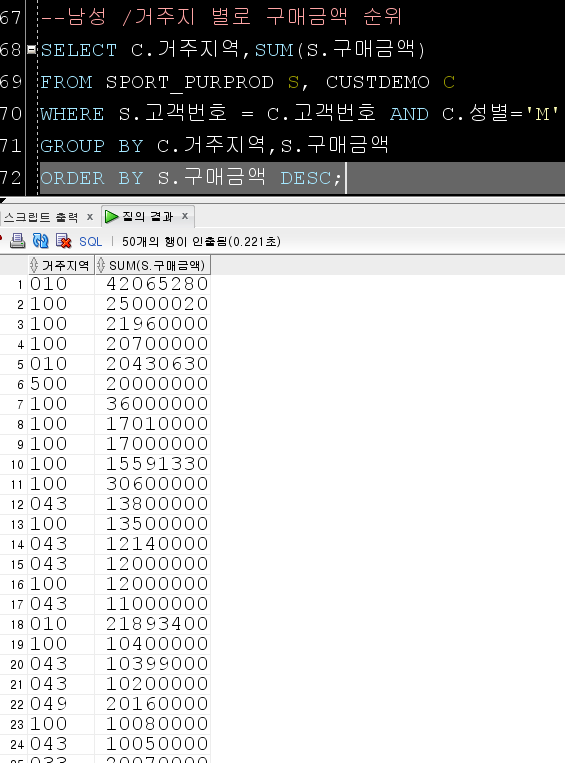 67 --남성 /거주지 별로 구매금액 순위
68 SELECT C.거주지역,SUM(S.구매금액)
69 FROM SPORT_PURPROD S, CUSTDEMO C
70 WHERE S.고객번호 = C.고객번호 AND C.성별='M'
71 GROUP BY C.거주지역,S.구매금액
72 ORDER BY S.구매금액 DESC;
스크립트 출력 x 질의 결과 x
SQL | 50개의 행이 인출됨(0.221초)
거주지역 SUM(S.구매금액)
1 010 42065280
2 100 25000020
3 100 21960000
4 100 20700000
5 010 20430630
6 500 20000000
7 100 36000000
8 100 17010000
9 100 17000000
10 100 15591330
11 100 30600000
12 043 13800000
13 100 13500000
14 043 12140000
15 043 12000000
16 100 12000000
17 043 11000000
18 010 21893400
19 100 10400000
20 043 10399000
21 043 10200000
22 049 20160000
23 100 10080000
24 043 10050000
25 033 20070000